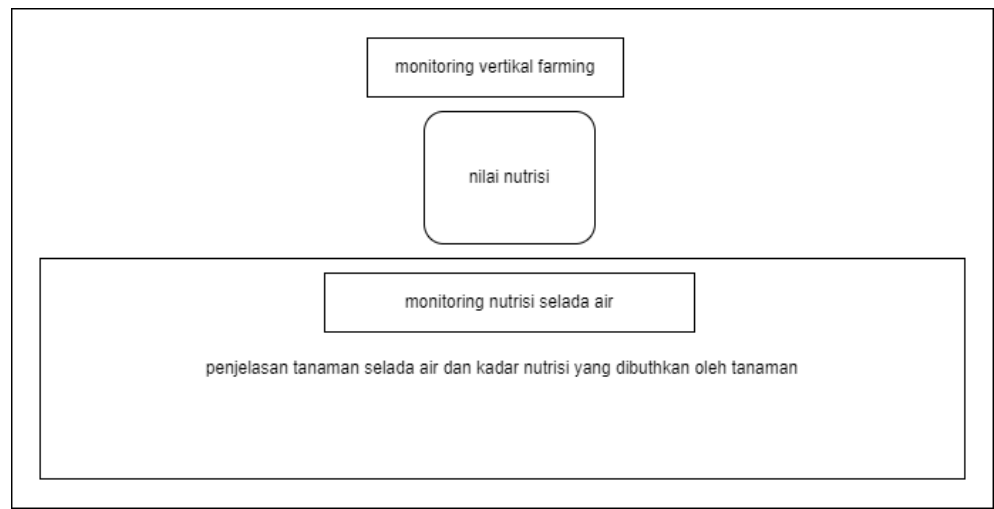 monitoring vertikal farming
nilai nutrisi
monitoring nutrisi selada air
penjelasan tanaman selada air dan kadar nutrisi yang dibuthkan oleh tanaman